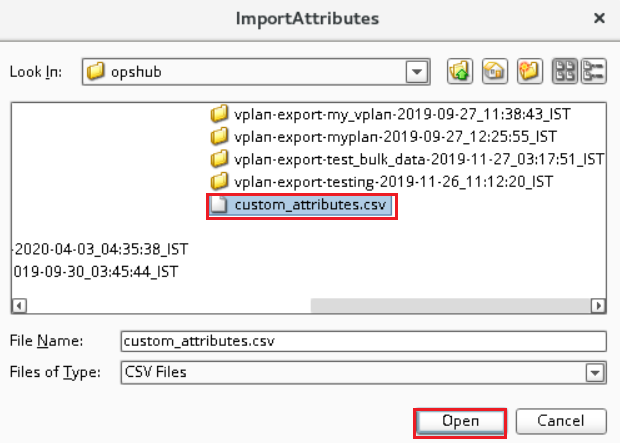 ImportAttributes
Look In: opshub
vplan-export-my_vplan-2019-09-27_11:38:43_IST
vplan-export-myplan-2019-09-27_12:25:55_IST
vplan-export-test_bulk_data-2019-11-27_03:17:51_IST
vplan-export-testing-2019-11-26_11:12:20_IST
custom_attributes.csv
-2020-04-03_04:35:38_IST
019-09-30_03:45:44_IST
File Name: custom_attributes.csv
Files of Type: CSV Files
Open Cancel